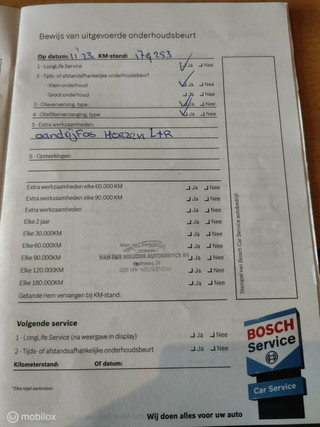 Bewijs van uitgevoerde onderhoudsbeurt
Op datum: 11 '23 KM-stand: 179253
1 - LongLife Service Ja Nee
2 - Tijds- of afstandsafhankelijke onderhoudsbeurt
- Klein onderhoud Ja Nee
- Groot onderhoud Ja Nee
3 - Olieverversing, type: Ja Nee
4 - Oliefiltervervanging, type: Ja Nee
5 - Extra werkzaamheden:
aandrijfas Hoezen L+R
6 - Opmerkingen:
Extra werkzaamheden elke 60.000 KM Ja Nee
Extra werkzaamheden elke 90.000 KM Ja Nee
Extra werkzaamheden Ja Nee
Elke 2 jaar Ja Nee
Elke 30.000KM Ja Nee
Elke 60.000KM Ja Nee
Elke 90.000KM Ja Nee
Elke 120.000KM Ja Nee
Elke 180.000KM Ja Nee
Getande riem vervangen bij KM-stand:
VAN DER AUTOSERVICE BV
Stempel van Bosch Car Service autobedrijf:
Volgende service
1 - LongLife Service (na weergave in display) Ja Nee
2 - Tijds- of afstandsafhankelijke onderhoudsbeurt Ja Nee
Kilometerstand: Of datum:
BOSCH
Service
Car Service
Wij doen alles voor uw auto
mobilox